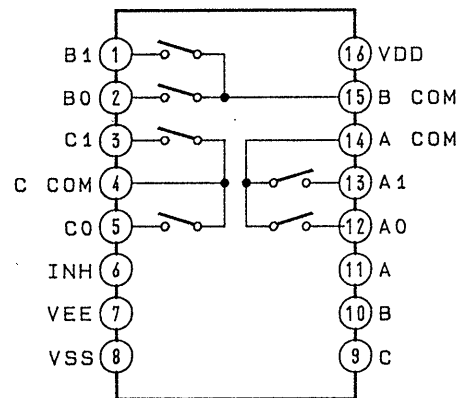 B1 1 16 VDD
B0 2 15 B COM
C1 3 14 A COM
C COM 4 13 A1
C0 5 12 A0
INH 6 11 A
VEE 7 10 B
VSS 8 9 C